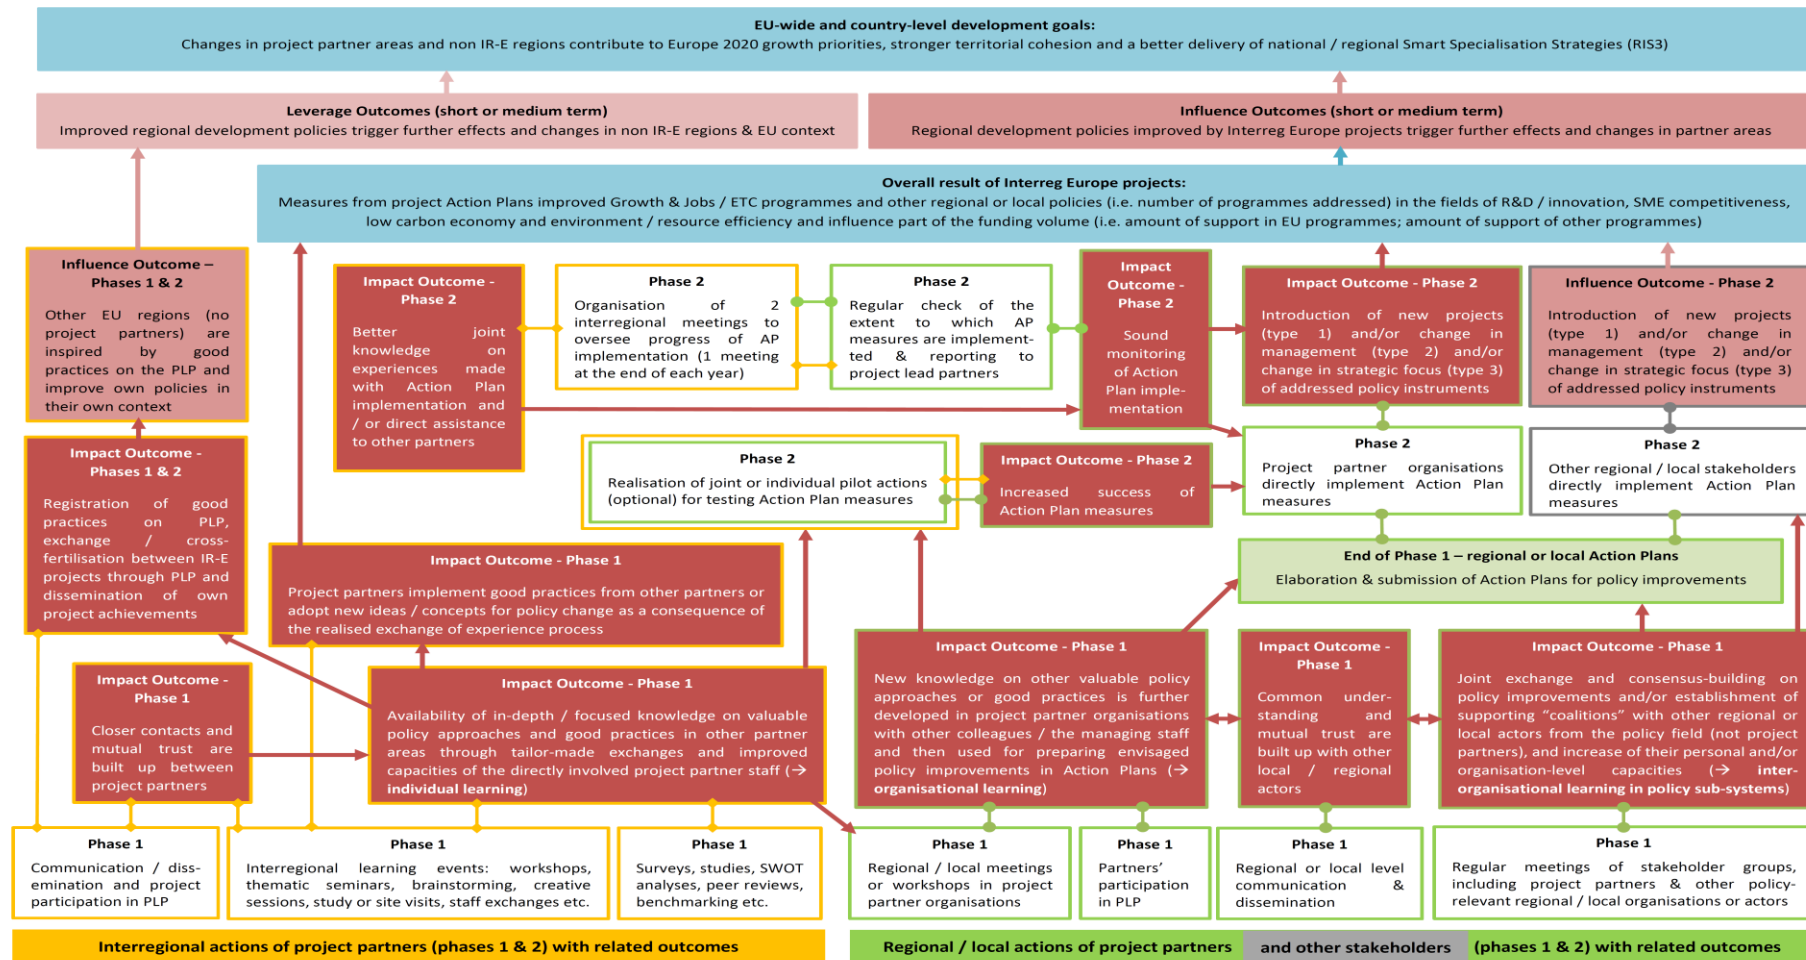 EU-wide and country-level development goals:
Changes in project partner areas and non IR-E regions contribute to Europe 2020 growth priorities, stronger territorial cohesion and a better delivery of national / regional Smart Specialisation Strategies (RIS3)
Leverage Outcomes (short or medium term)
Improved regional development policies trigger further effects and changes in non IR-E regions & EU context
Influence Outcomes (short or medium term)
Regional development policies improved by Interreg Europe projects trigger further effects and changes in partner areas
Overall result of Interreg Europe projects:
Measures from project Action Plans improved Growth & Jobs / ETC programmes and other regional or local policies (i.e. number of programmes addressed) in the fields of R&D / innovation, SME competitiveness,
low carbon economy and environment / resource efficiency and influence part of the funding volume (i.e. amount of support in EU programmes; amount of support of other programmes)
Influence Outcome –
Phases 1 & 2
Other EU regions (no
project partners) are
inspired by good
practices on the PLP and
improve own policies in
their own context
Impact Outcome -
Phase 2
Better joint
knowledge on
experiences made
with Action Plan
implementation and
/ or direct assistance
to other partners
Phase 2
Organisation of 2
interregional meetings to
oversee progress of AP
implementation (1 meeting
at the end of each year)
Phase 2
Regular check of the
extent to which AP
measures are implemen-
ted & reporting to
project lead partners
Impact
Outcome -
Phase 2
Sound
monitoring
of Action
Plan imple-
mentation
Impact Outcome - Phase 2
Introduction of new projects
(type 1) and/or change in
management (type 2) and/or
change in strategic focus (type 3)
of addressed policy instruments
Influence Outcome - Phase 2
Introduction of new projects
(type 1) and/or change in
management (type 2) and/or
change in strategic focus (type 3)
of addressed policy instruments
Impact Outcome -
Phases 1 & 2
Registration of good
practices on PLP,
exchange / cross-
fertilisation between IR-E
projects through PLP and
dissemination of own
project achievements
Phase 2
Realisation of joint or individual pilot actions
(optional) for testing Action Plan measures
Impact Outcome - Phase 2
Increased success of
Action Plan measures
Phase 2
Project partner organisations
directly implement Action Plan
measures
Phase 2
Other regional / local stakeholders
directly implement Action Plan
measures
Impact Outcome - Phase 1
Project partners implement good practices from other partners or
adopt new ideas / concepts for policy change as a consequence of
the realised exchange of experience process
End of Phase 1 – regional or local Action Plans
Elaboration & submission of Action Plans for policy improvements
Impact Outcome -
Phase 1
Closer contacts and
mutual trust are
built up between
project partners
Impact Outcome - Phase 1
Availability of in-depth / focused knowledge on valuable
policy approaches and good practices in other partner
areas through tailor-made exchanges and improved
capacities of the directly involved project partner staff (→
individual learning)
Impact Outcome - Phase 1
New knowledge on other valuable policy
approaches or good practices is further
developed in project partner organisations
with other colleagues / the managing staff
and then used for preparing envisaged
policy improvements in Action Plans (→
organisational learning)
Impact Outcome -
Phase 1
Common under-
standing and
mutual trust are
built up with other
local / regional
actors
Impact Outcome - Phase 1
Joint exchange and consensus-building on
policy improvements and/or establishment of
supporting “coalitions” with other regional or
local actors from the policy field (not project
partners), and increase of their personal and/or
organisation-level capacities (→ inter-
organisational learning in policy sub-systems)
Phase 1
Communication / diss-
emination and project
participation in PLP
Phase 1
Interregional learning events: workshops,
thematic seminars, brainstorming, creative
sessions, study or site visits, staff exchanges etc.
Phase 1
Surveys, studies, SWOT
analyses, peer reviews,
benchmarking etc.
Phase 1
Regional / local meetings
or workshops in project
partner organisations
Phase 1
Partners’
participation
in PLP
Phase 1
Regional or local level
communication &
dissemination
Phase 1
Regular meetings of stakeholder groups,
including project partners & other policy-
relevant regional / local organisations or actors
Interregional actions of project partners (phases 1 & 2) with related outcomes
Regional / local actions of project partners and other stakeholders (phases 1 & 2) with related outcomes